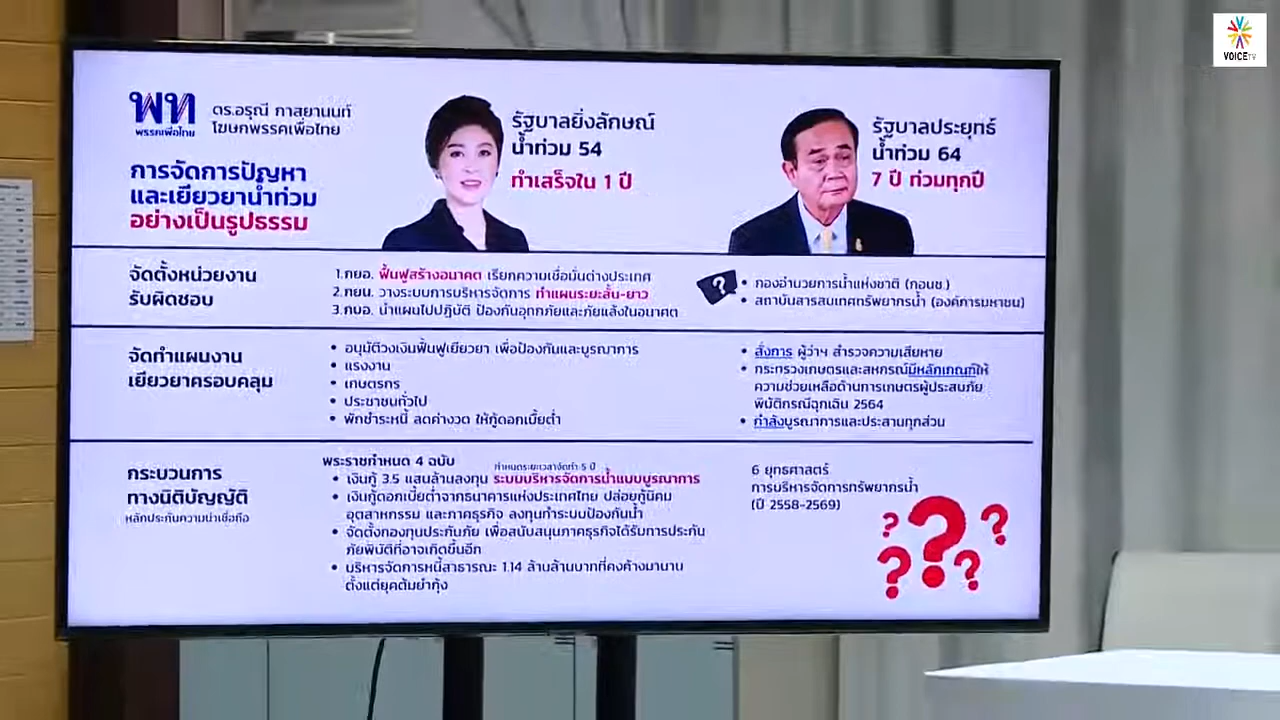 VOICE TV
พท
พรรคเพื่อไทย
ดร.อรุณี กาสยานนท์
โฆษกพรรคเพื่อไทย
การจัดการปัญหา
และเยียวยาน้ำท่วม
อย่างเป็นรูปธรรม
รัฐบาลยิ่งลักษณ์
น้ำท่วม 54
ทำเสร็จใน 1 ปี
รัฐบาลประยุทธ์
น้ำท่วม 64
7 ปี ท่วมทุกปี
จัดตั้งหน่วยงาน
รับผิดชอบ
1.กยอ. ฟื้นฟูสร้างอนาคต เรียกความเชื่อมั่นต่างประเทศ
2.กยน. วางระบบการบริหารจัดการ ทำแผนระยะสั้น-ยาว
3.กบอ. นำแผนไปปฏิบัติ ป้องกันอุทกภัยและภัยแล้งในอนาคต
?
• กองอำนวยการน้ำแห่งชาติ (กอนช.)
• สถาบันสารสนเทศทรัพยากรน้ำ (องค์การมหาชน)
จัดทำแผนงาน
เยียวยาครอบคลุม
• อนุมัติวงเงินฟื้นฟูเยียวยา เพื่อป้องกันและบูรณาการ
• แรงงาน
• เกษตรกร
• ประชาชนทั่วไป
• พักชำระหนี้ ลดค่างวด ให้กู้ดอกเบี้ยต่ำ
• สั่งการ ผู้ว่าฯ สำรวจความเสียหาย
• กระทรวงเกษตรและสหกรณ์มีหลักเกณฑ์ให้
ความช่วยเหลือด้านการเกษตรผู้ประสบภัย
พิบัติกรณีฉุกเฉิน 2564
• กำลังบูรณาการและประสานทุกส่วน
กระบวนการ
ทางนิติบัญญัติ
หลักประกันความน่าเชื่อถือ
พระราชกำหนด 4 ฉบับ
กำหนดระยะเวลาจัดทำ 5 ปี
• เงินกู้ 3.5 แสนล้านลงทุน ระบบบริหารจัดการน้ำแบบบูรณาการ
• เงินกู้ดอกเบี้ยต่ำจากธนาคารแห่งประเทศไทย ปล่อยกู้นิคม
อุตสาหกรรม และภาคธุรกิจ ลงทุนทำระบบป้องกันน้ำ
• จัดตั้งกองทุนประกันภัย เพื่อสนับสนุนภาคธุรกิจได้รับการประกัน
ภัยพิบัติที่อาจเกิดขึ้นอีก
• บริหารจัดการหนี้สาธารณะ 1.14 ล้านล้านบาทที่คงค้างมานาน
ตั้งแต่ยุคต้มยำกุ้ง
6 ยุทธศาสตร์
การบริหารจัดการทรัพยากรน้ำ
(ปี 2558-2569)
? ? ? ? ?